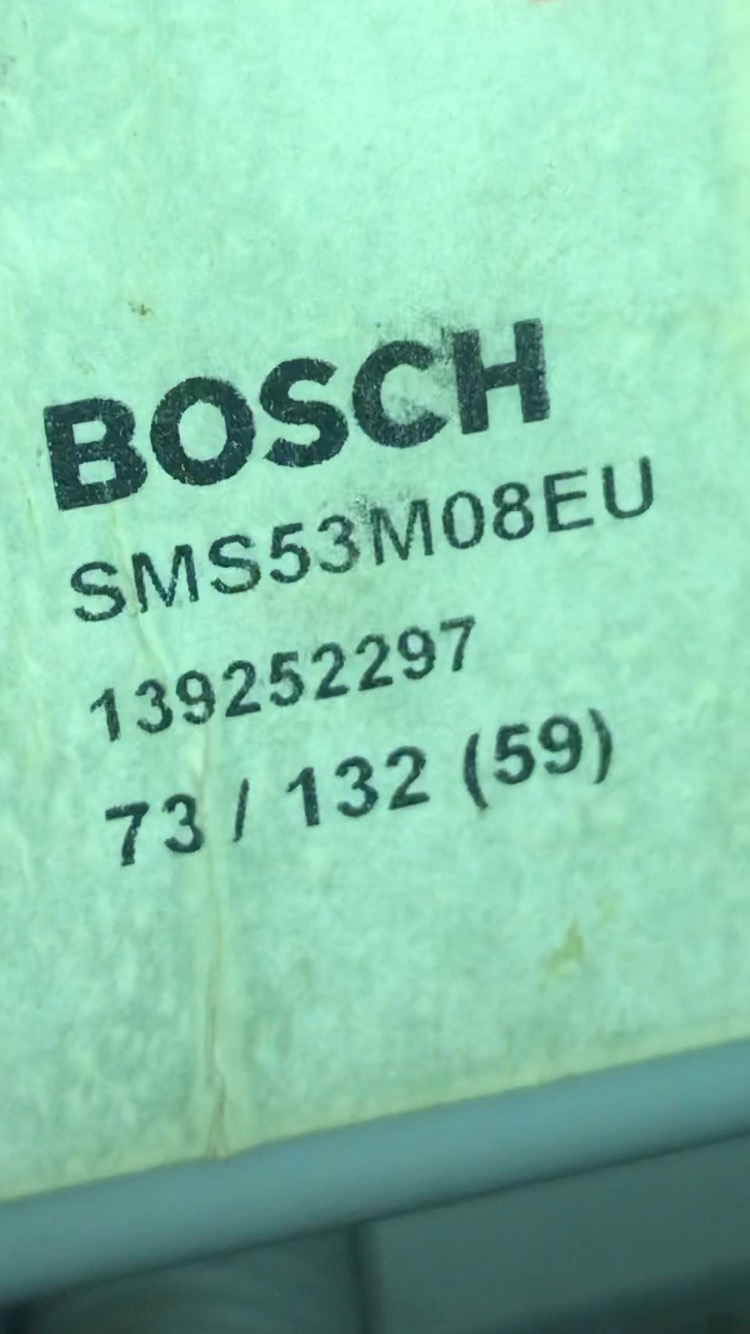 BOSCH
SMS53M08EU
139252297
73 / 132 (59)